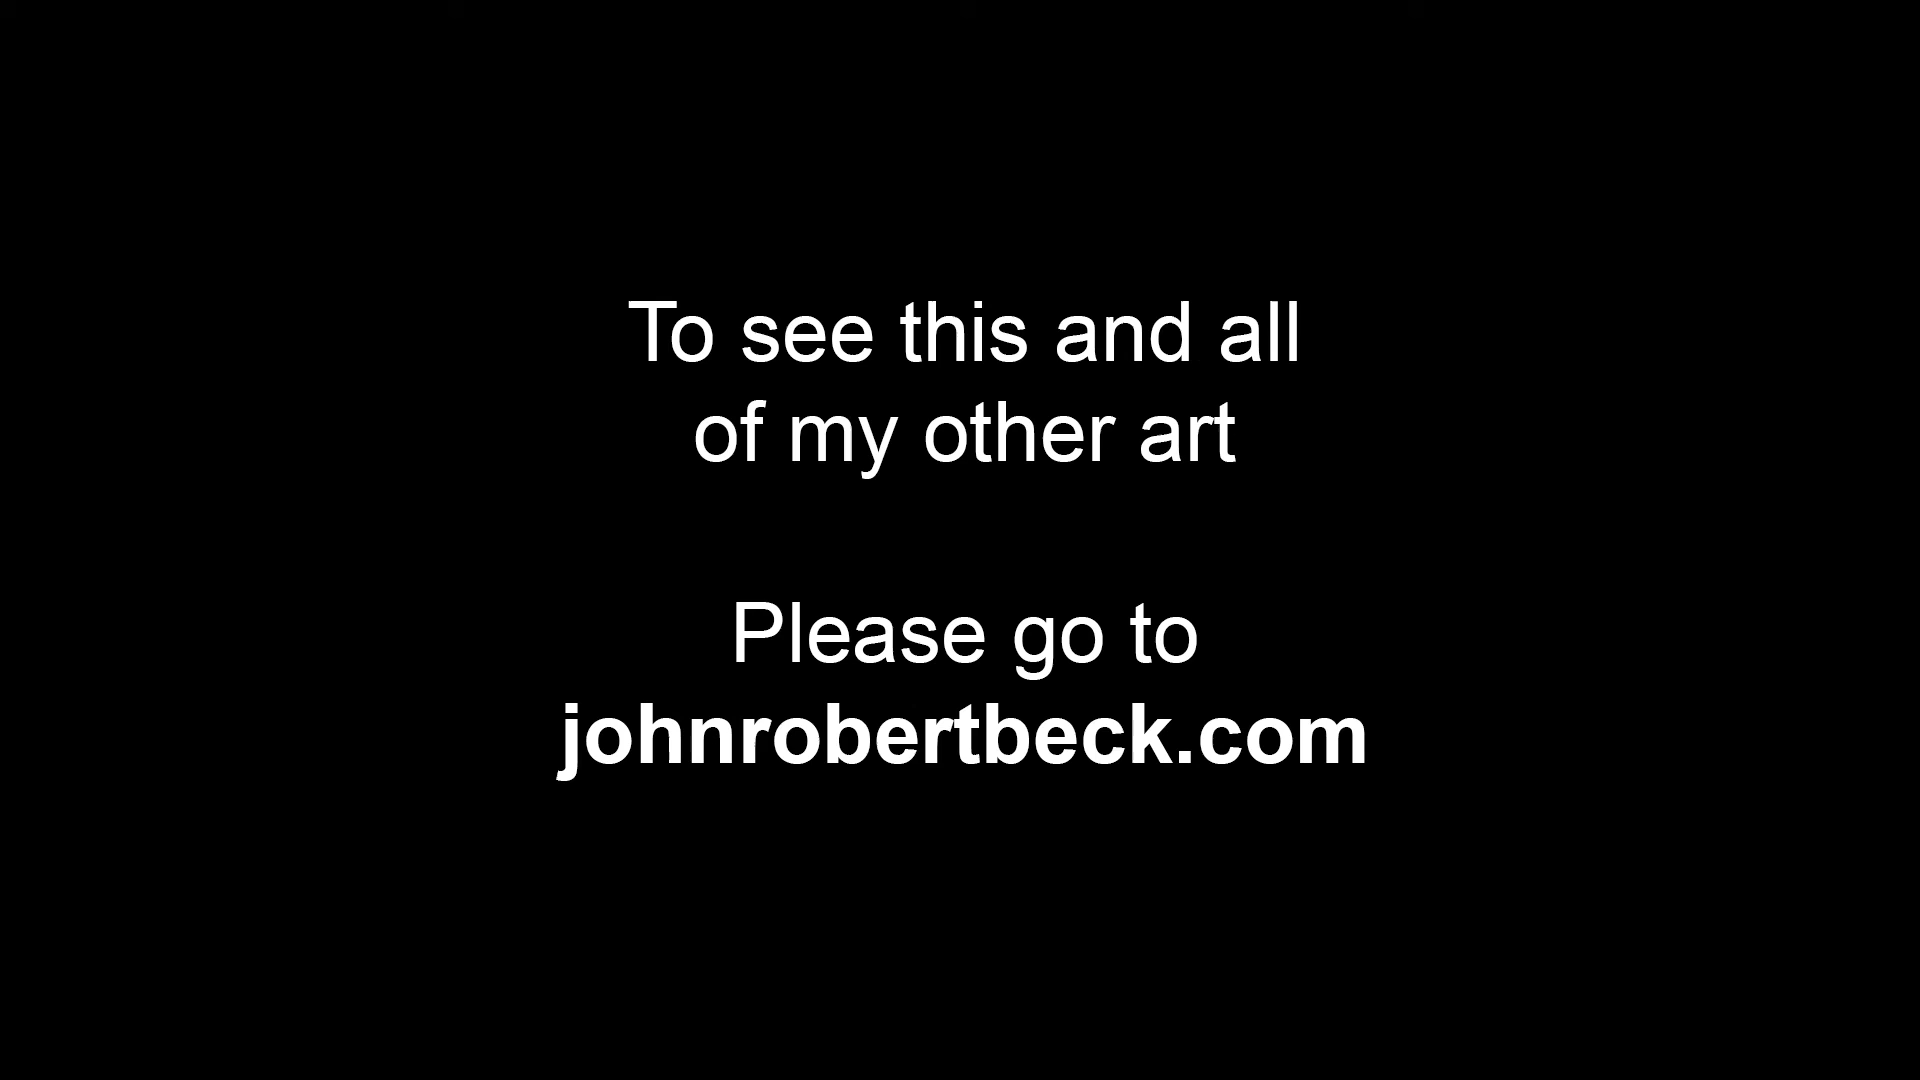 To see this and all
of my other art
Please go to
johnrobertbeck.com